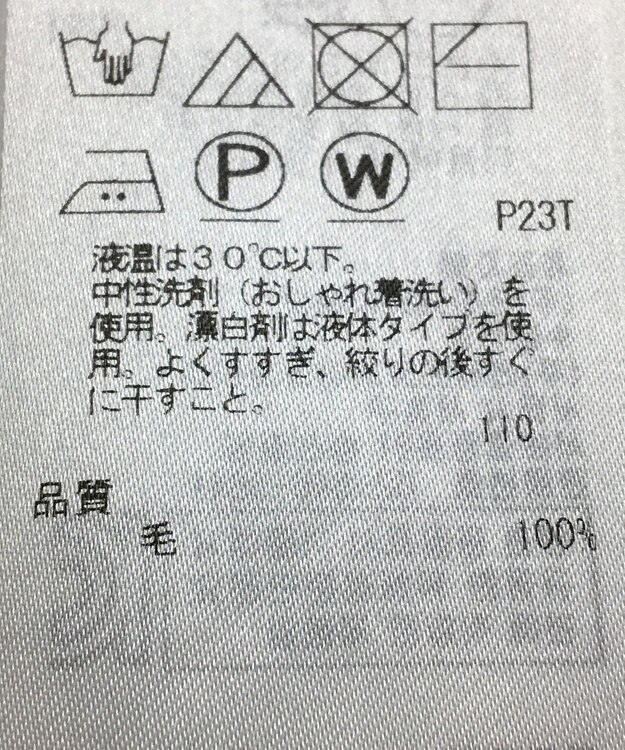 P
W
P23T
液温は30℃以下。
中性洗剤(おしゃれ着洗い)を
使用。漂白剤は液体タイプを使
用。よくすすぎ、絞りの後すぐ
に干すこと。
110
品質
毛 100%